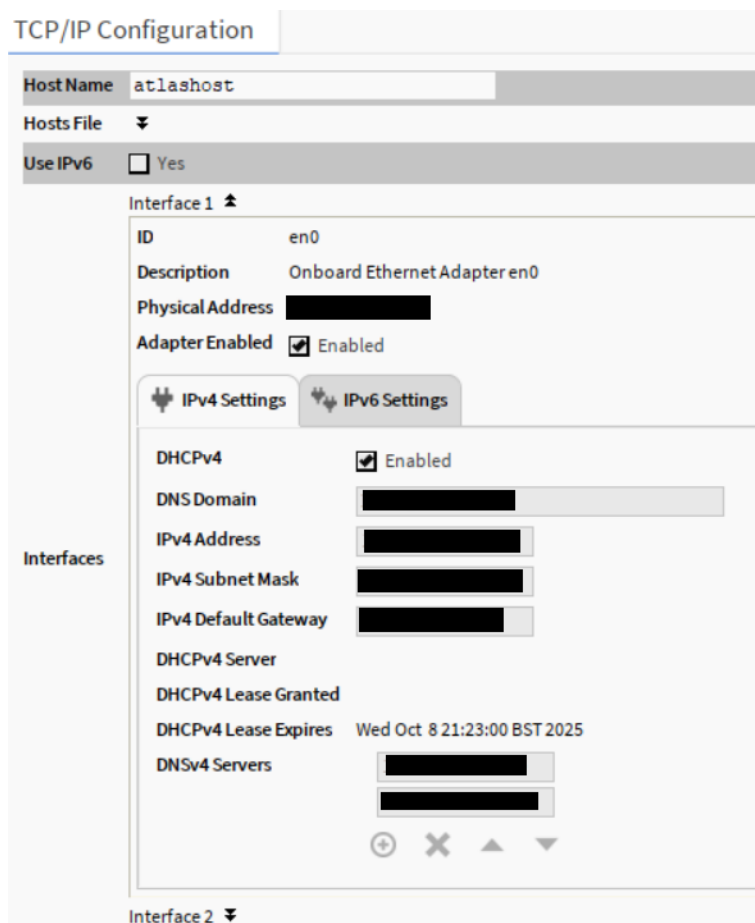 TCP/IP Configuration
Host Name atlashost
Hosts File
Use IPv6 Yes
Interface 1
ID en0
Description Onboard Ethernet Adapter en0
Physical Address
Adapter Enabled Enabled
IPv4 Settings IPv6 Settings
DHCPv4 Enabled
DNS Domain
IPv4 Address
Interfaces
IPv4 Subnet Mask
IPv4 Default Gateway
DHCPv4 Server
DHCPv4 Lease Granted
DHCPv4 Lease Expires Wed Oct 8 21:23:00 BST 2025
DNSv4 Servers
Interface 2